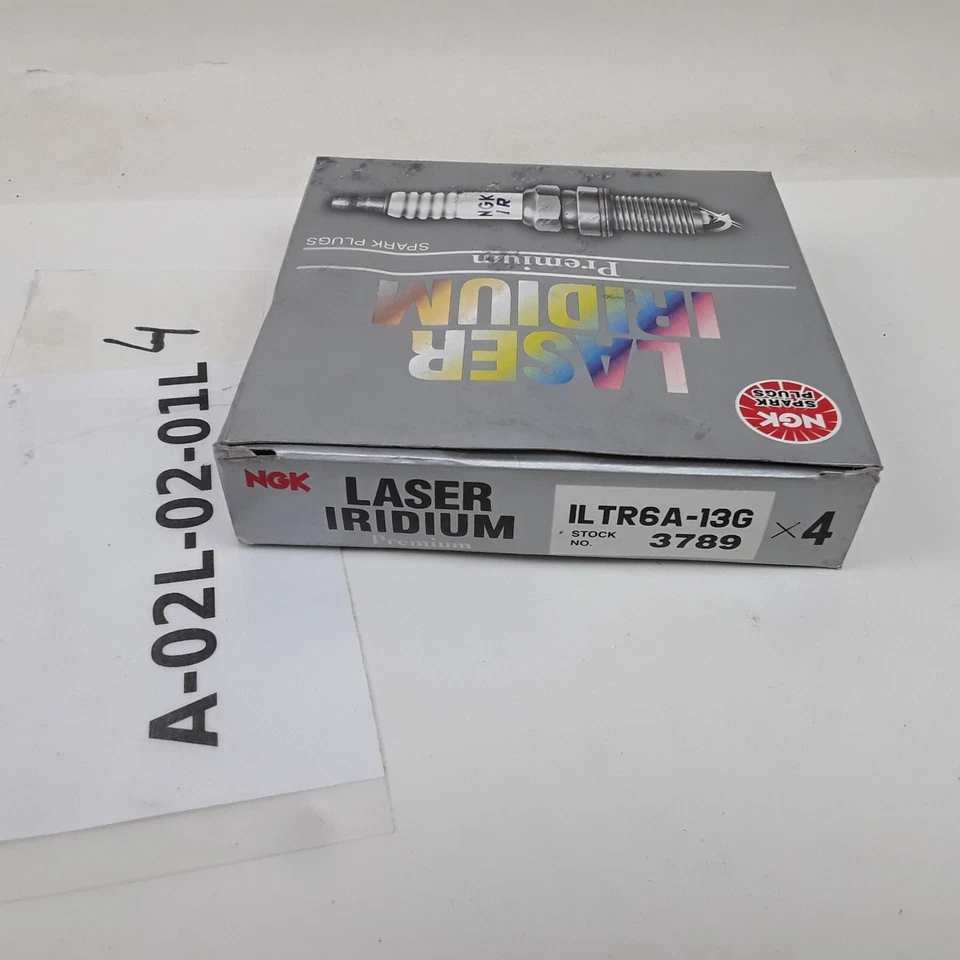 NGK
IR
SPARK PLUGS
Premium
LASER
IRIDIUM
NGK
SPARK
PLUGS
NGK
LASER
IRIDIUM
Premium
ILTR6A-13G
STOCK
NO. 3789
×4
A-02L-02-01L
4